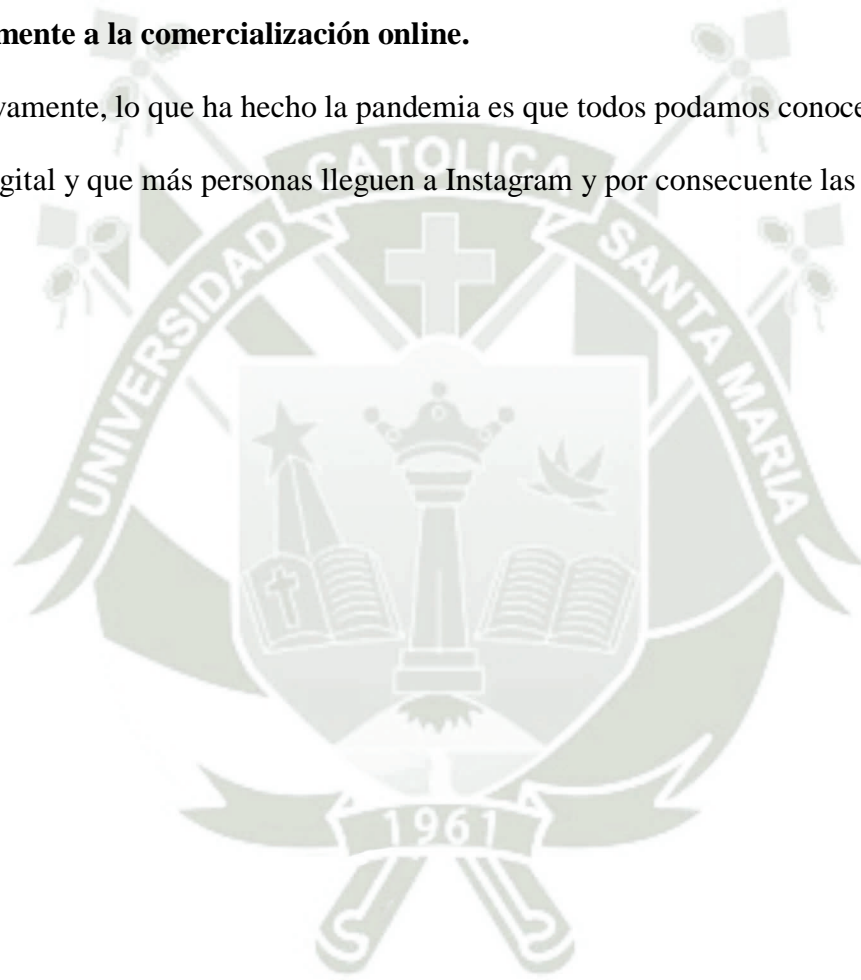 mente a la comercialización online.
vamente, lo que ha hecho la pandemia es que todos podamos conoce
gital y que más personas lleguen a Instagram y por consecuente las
UNIVERSIDAD CATOLICA SANTA MARIA
1961